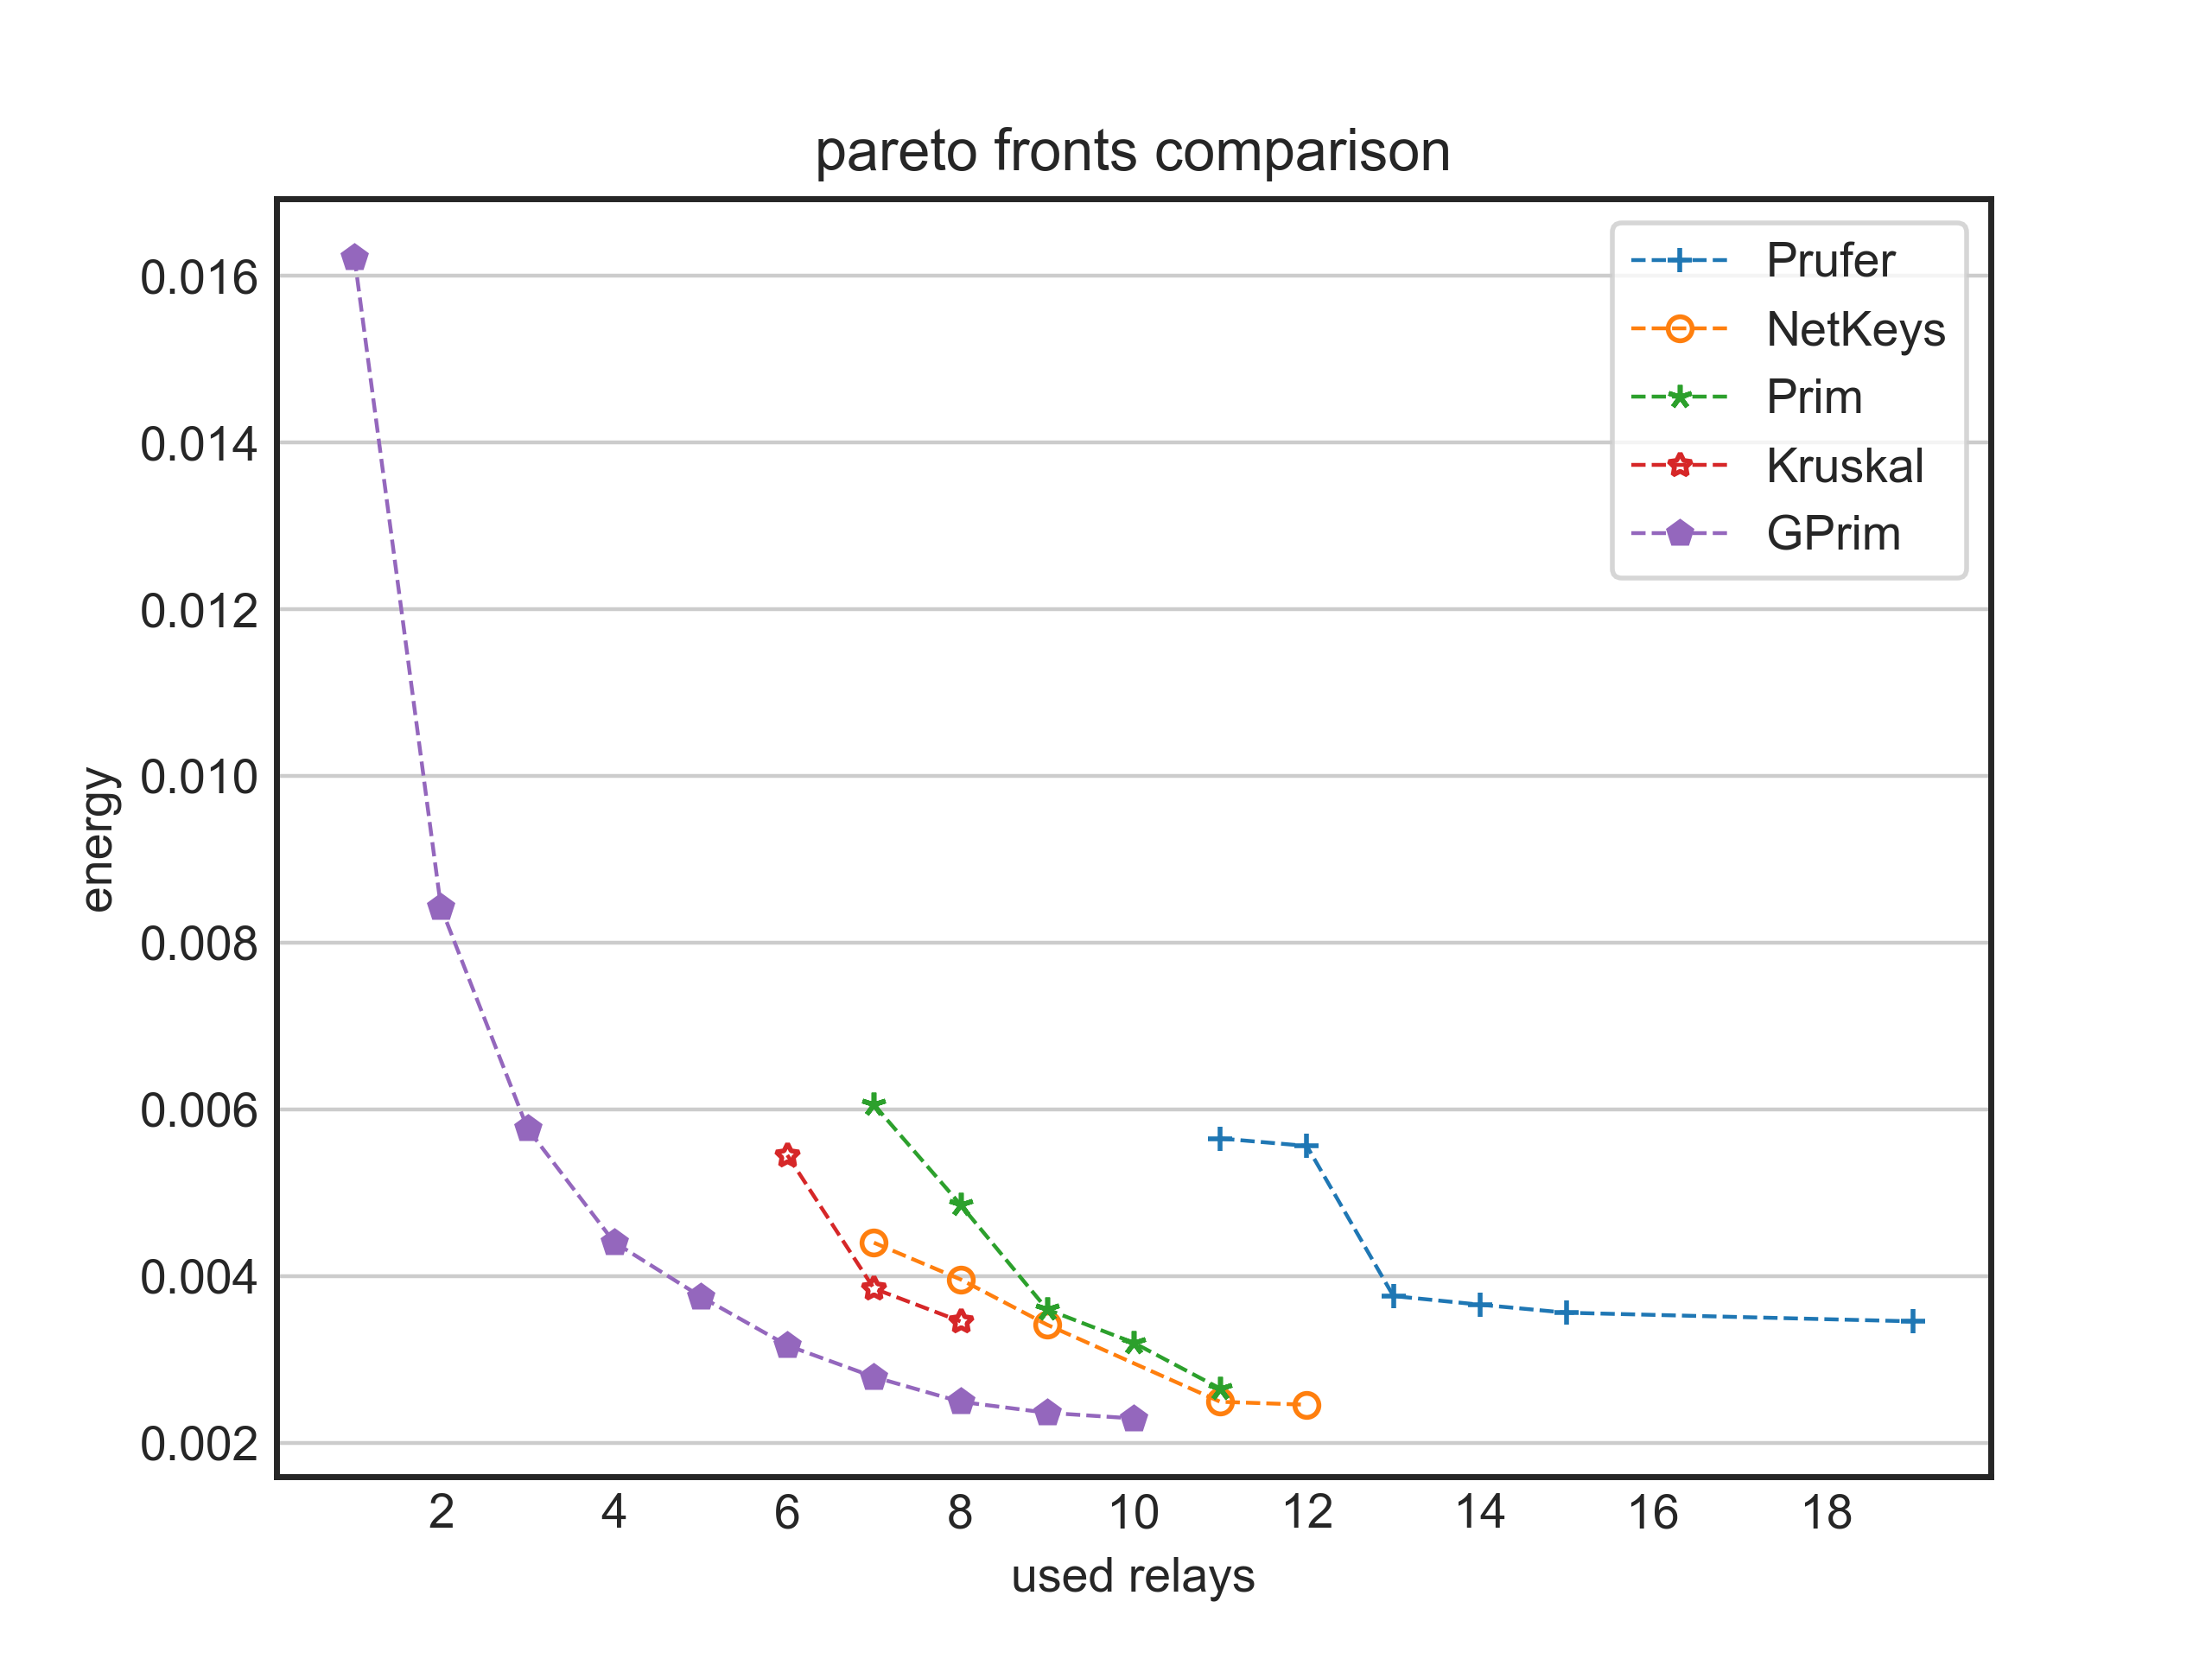 pareto fronts comparison
Prufer
NetKeys
Prim
Kruskal
GPrim
0.016
0.014
0.012
0.010
0.008
0.006
0.004
0.002
energy
2 4 6 8 10 12 14 16 18
used relays